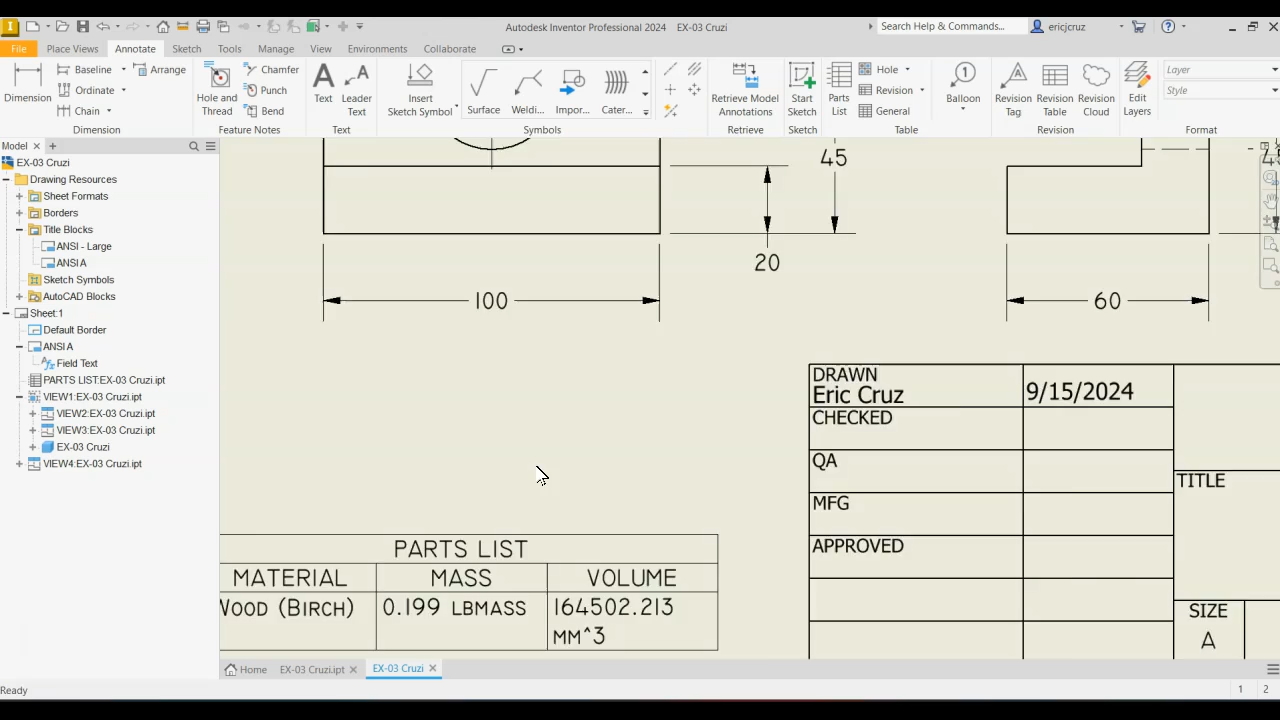 Autodesk Inventor Professional 2024 EX-03 Cruzi
Search Help & Commands...
ericjcruz
File Place Views Annotate Sketch Tools Manage View Environments Collaborate
Dimension
Baseline
Arrange
Ordinate
Chain
Dimension
Hole and Thread
Chamfer
Punch
Bend
Feature Notes
Text
Leader Text
Text
Insert Sketch Symbol
Surface
Weldi...
Impor...
Cater...
Symbols
Retrieve Model Annotations
Retrieve
Start Sketch
Sketch
Parts List
Hole
Revision
General
Table
Balloon
Revision Tag
Revision Table
Revision Cloud
Revision
Edit Layers
Layer
Style
Format
Model
EX-03 Cruzi
Drawing Resources
Sheet Formats
Borders
Title Blocks
ANSI - Large
ANSI A
Sketch Symbols
AutoCAD Blocks
Sheet:1
Default Border
ANSI A
Field Text
PARTS LIST:EX-03 Cruzi.ipt
VIEW1:EX-03 Cruzi.ipt
VIEW2:EX-03 Cruzi.ipt
VIEW3:EX-03 Cruzi.ipt
EX-03 Cruzi
VIEW4:EX-03 Cruzi.ipt
45
20
100
60
DRAWN
Eric Cruz
9/15/2024
CHECKED
QA
MFG
APPROVED
TITLE
SIZE
A
PARTS LIST
MATERIAL MASS VOLUME
WOOD (BIRCH) 0.199 LBMASS 164502.213
MM^3
Home EX-03 Cruzi.ipt EX-03 Cruzi
Ready
1 2